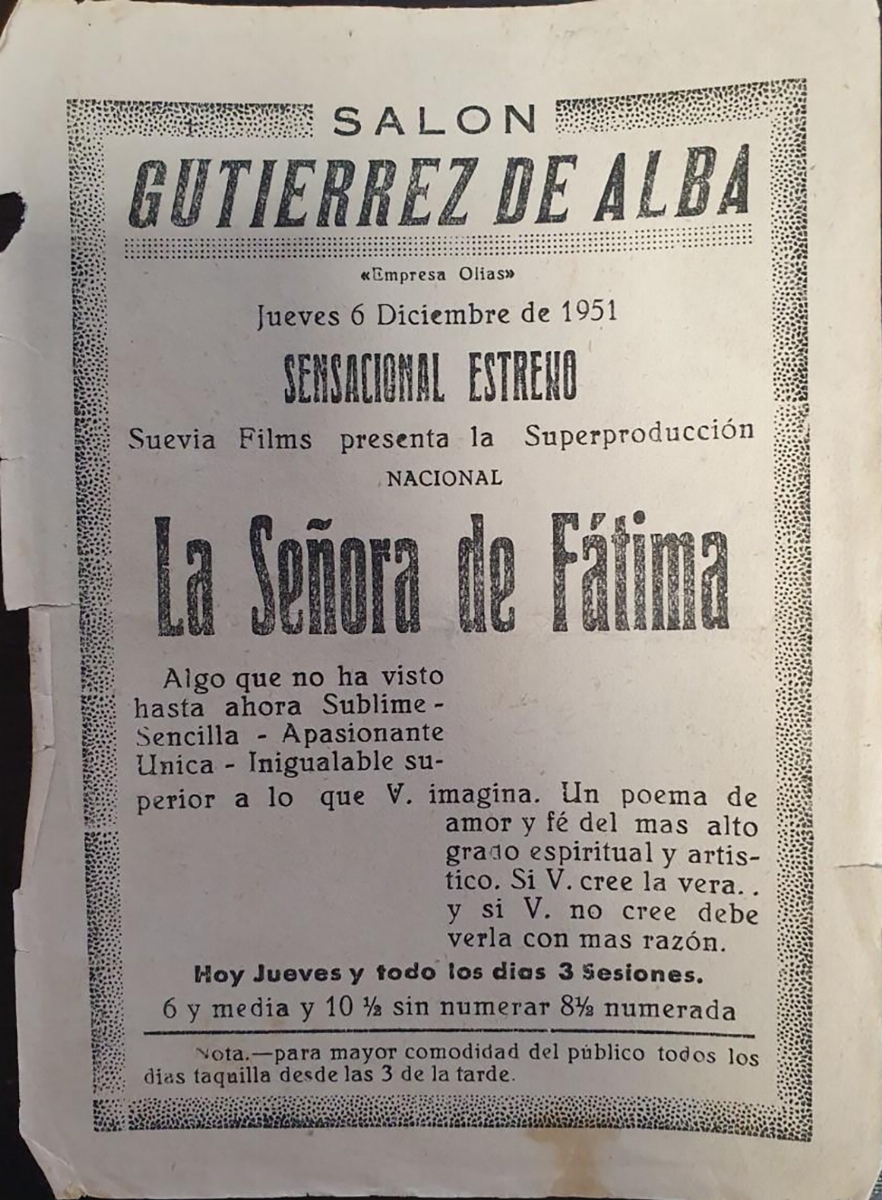 SALON
GUTIERREZ DE ALBA
«Empresa Olias»
Jueves 6 Diciembre de 1951
SENSACIONAL ESTRENO
Suevia Films presenta la Superproducción
NACIONAL
La Señora de Fátima
Algo que no ha visto
hasta ahora Sublime -
Sencilla - Apasionante
Unica - Inigualable su-
perior a lo que V. imagina. Un poema de
amor y fé del mas alto
grado espiritual y artis-
tico. Si V. cree la vera. .
y si V. no cree debe
verla con mas razón.
Hoy Jueves y todo los dias 3 Sesiones.
6 y media y 10 ½ sin numerar 8½ numerada
Nota.—para mayor comodidad del público todos los
dias taquilla desde las 3 de la tarde.